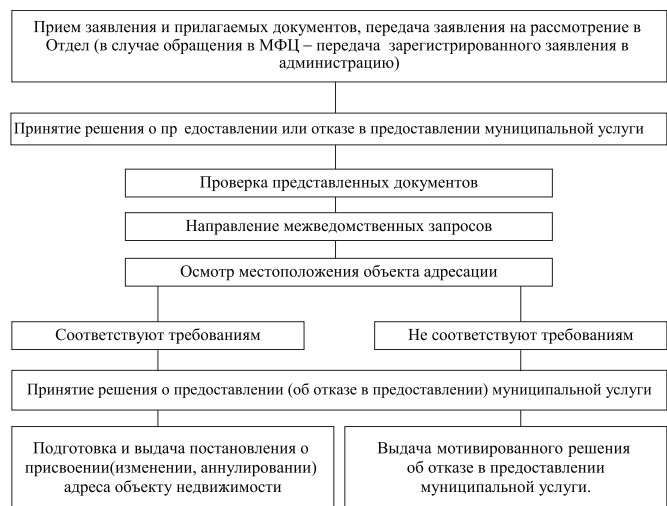 Прием заявления и прилагаемых документов, передача заявления на рассмотрение в
Отдел (в случае обращения в МФЦ – передача зарегистрированного заявления в
администрацию)
Принятие решения о пр едоставлении или отказе в предоставлении муниципальной услуги
Проверка представленных документов
Направление межведомственных запросов
Осмотр местоположения объекта адресации
Соответствуют требованиям
Не соответствуют требованиям
Принятие решения о предоставлении (об отказе в предоставлении) муниципальной услуги
Подготовка и выдача постановления о
присвоении(изменении, аннулировании)
адреса объекту недвижимости
Выдача мотивированного решения
об отказе в предоставлении
муниципальной услуги.